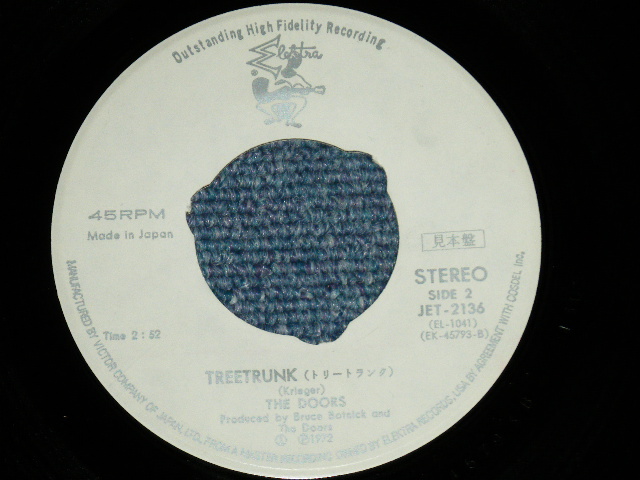 Outstanding High Fidelity Recording
Elektra
45RPM
Made in Japan
見本盤
STEREO
SIDE 2
JET-2136
(EL-1041)
(EK-45793-B)
Time 2:52
TREETRUNK (トリートランク)
(Krieger)
THE DOORS
Produced by Bruce Botnick and
The Doors
Ⓛ Ⓟ1972
MANUFACTURED BY VICTOR COMPANY OF JAPAN, LTD., FROM A MASTER RECORDING OWNED BY ELEKTRA RECORDS, USA BY AGREEMENT WITH COSDEL Inc.